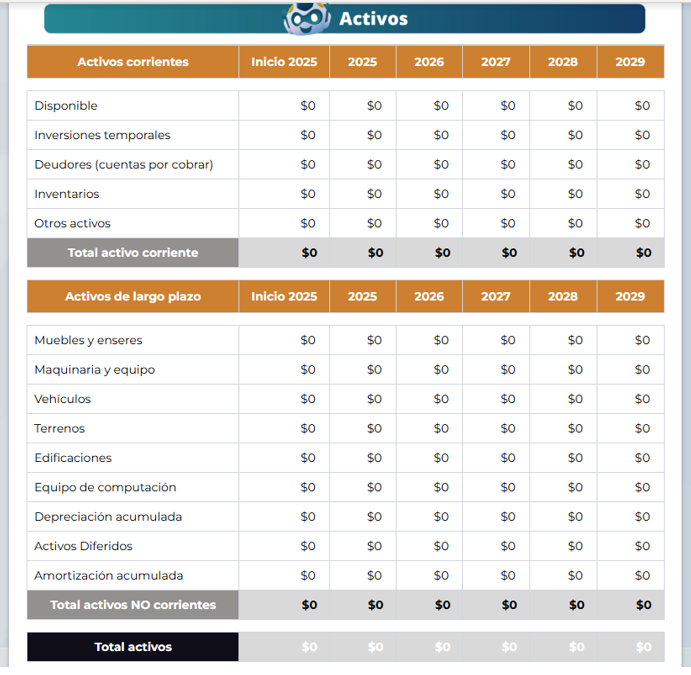 Activos
Activos corrientes Inicio 2025 2025 2026 2027 2028 2029
Disponible $0 $0 $0 $0 $0 $0
Inversiones temporales $0 $0 $0 $0 $0 $0
Deudores (cuentas por cobrar) $0 $0 $0 $0 $0 $0
Inventarios $0 $0 $0 $0 $0 $0
Otros activos $0 $0 $0 $0 $0 $0
Total activo corriente $0 $0 $0 $0 $0 $0
Activos de largo plazo Inicio 2025 2025 2026 2027 2028 2029
Muebles y enseres $0 $0 $0 $0 $0 $0
Maquinaria y equipo $0 $0 $0 $0 $0 $0
Vehículos $0 $0 $0 $0 $0 $0
Terrenos $0 $0 $0 $0 $0 $0
Edificaciones $0 $0 $0 $0 $0 $0
Equipo de computación $0 $0 $0 $0 $0 $0
Depreciación acumulada $0 $0 $0 $0 $0 $0
Activos Diferidos $0 $0 $0 $0 $0 $0
Amortización acumulada $0 $0 $0 $0 $0 $0
Total activos NO corrientes $0 $0 $0 $0 $0 $0
Total activos $0 $0 $0 $0 $0 $0